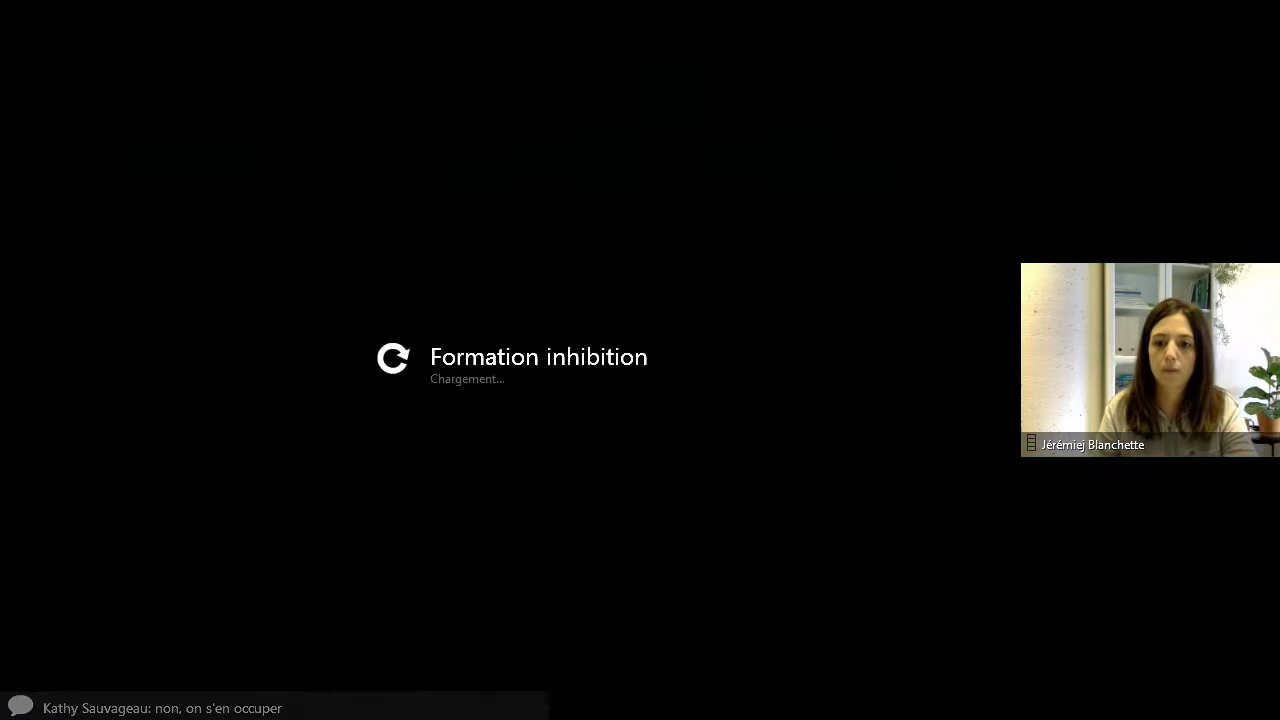 Formation inhibition
Chargement...
Jérémiej Blanchette
Kathy Sauvageau: non, on s'en occuper